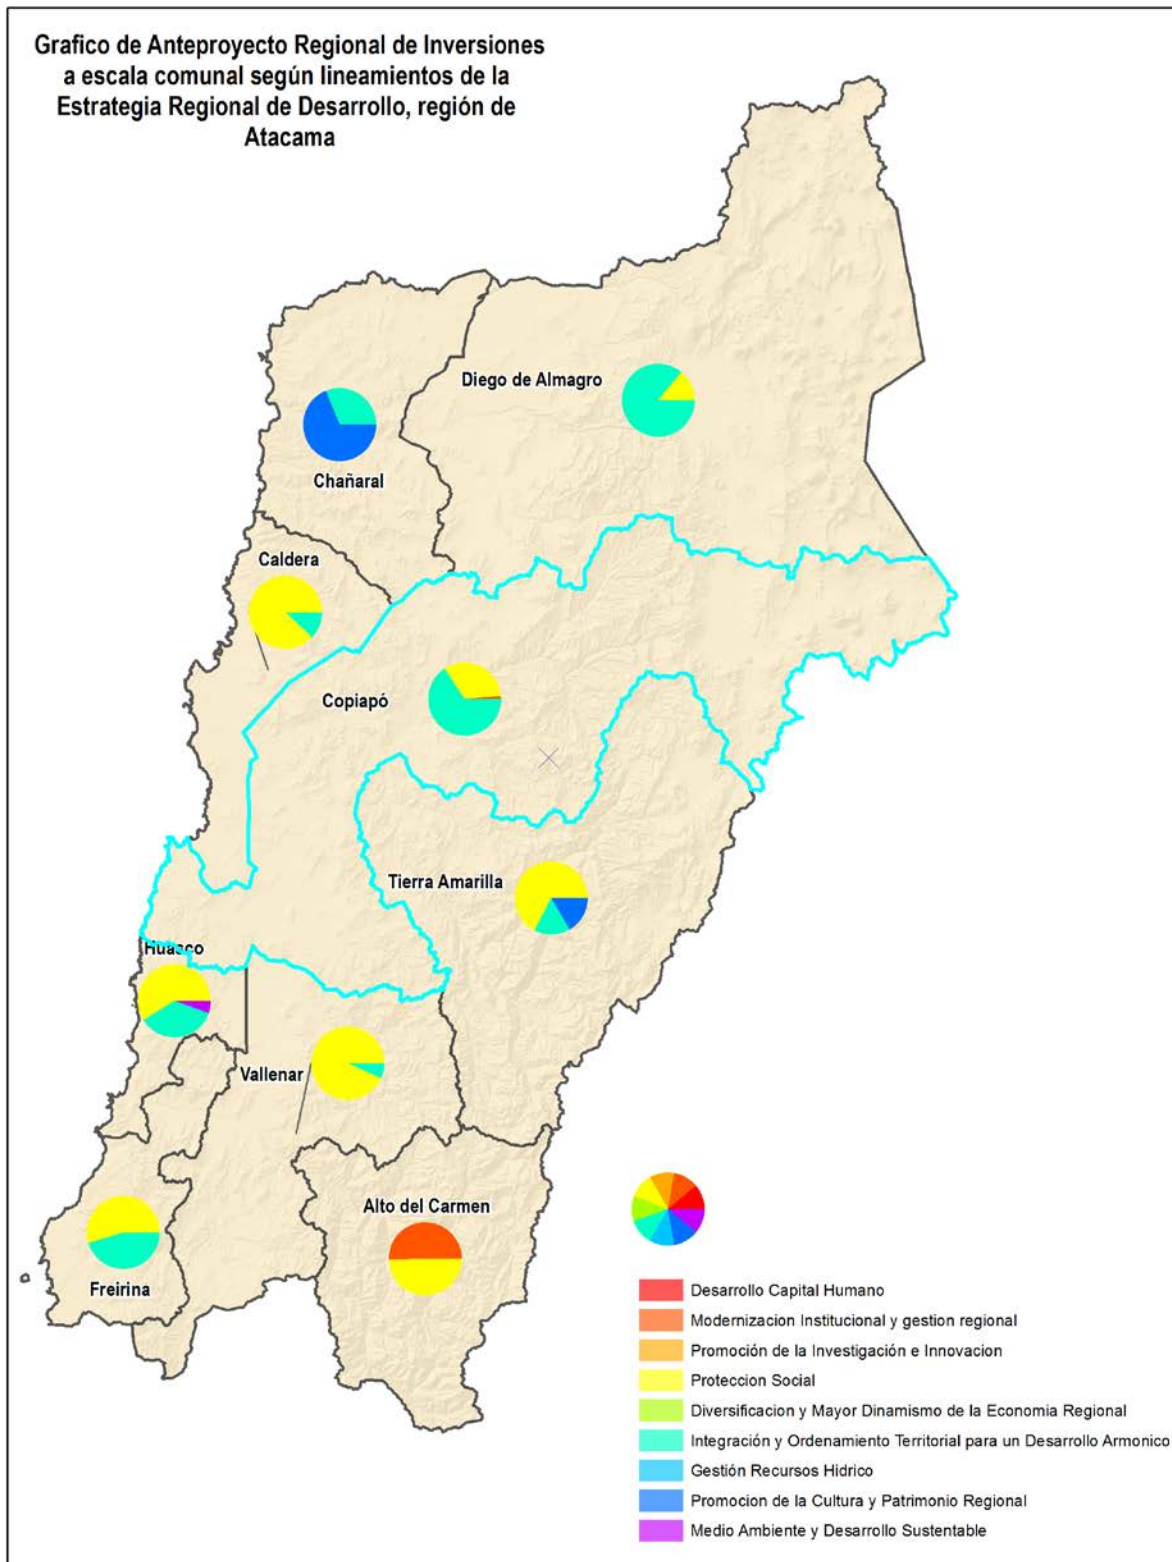 Grafico de Anteproyecto Regional de Inversiones
a escala comunal según lineamientos de la
Estrategia Regional de Desarrollo, región de
Atacama
Diego de Almagro
Chañaral
Caldera
Copiapó
Tierra Amarilla
Huasco
Vallenar
Alto del Carmen
Freirina
Desarrollo Capital Humano
Modernizacion Institucional y gestion regional
Promoción de la Investigación e Innovacion
Proteccion Social
Diversificacion y Mayor Dinamismo de la Economia Regional
Integración y Ordenamiento Territorial para un Desarrollo Armonico
Gestión Recursos Hidrico
Promocion de la Cultura y Patrimonio Regional
Medio Ambiente y Desarrollo Sustentable